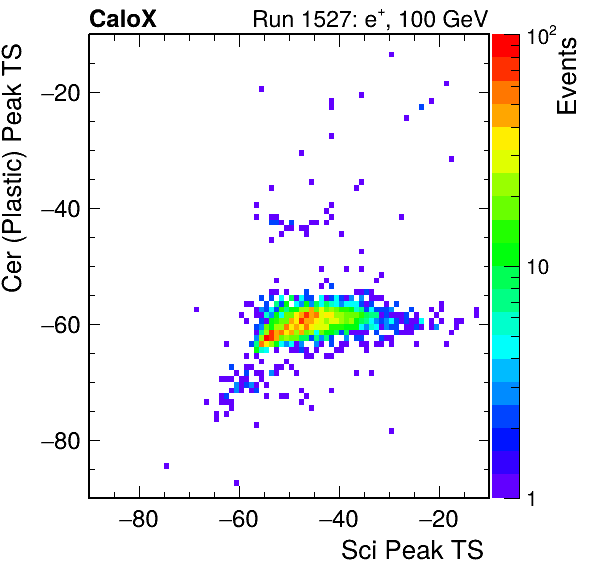 CaloX Run 1527: e⁺, 100 GeV
Cer (Plastic) Peak TS
−20
−40
−60
−80
−80 −60 −40 −20
Sci Peak TS
10²
10
1
Events